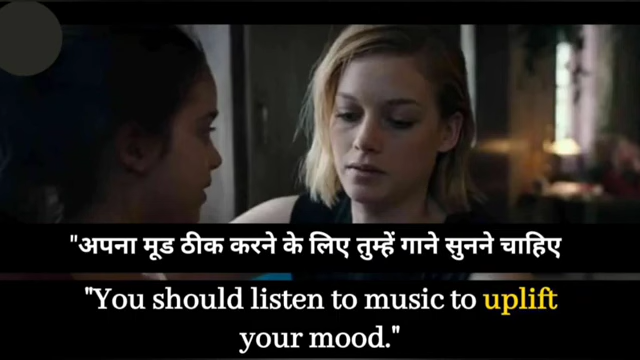 "अपना मूड ठीक करने के लिए तुम्हें गाने सुनने चाहिए
"You should listen to music to uplift
your mood."